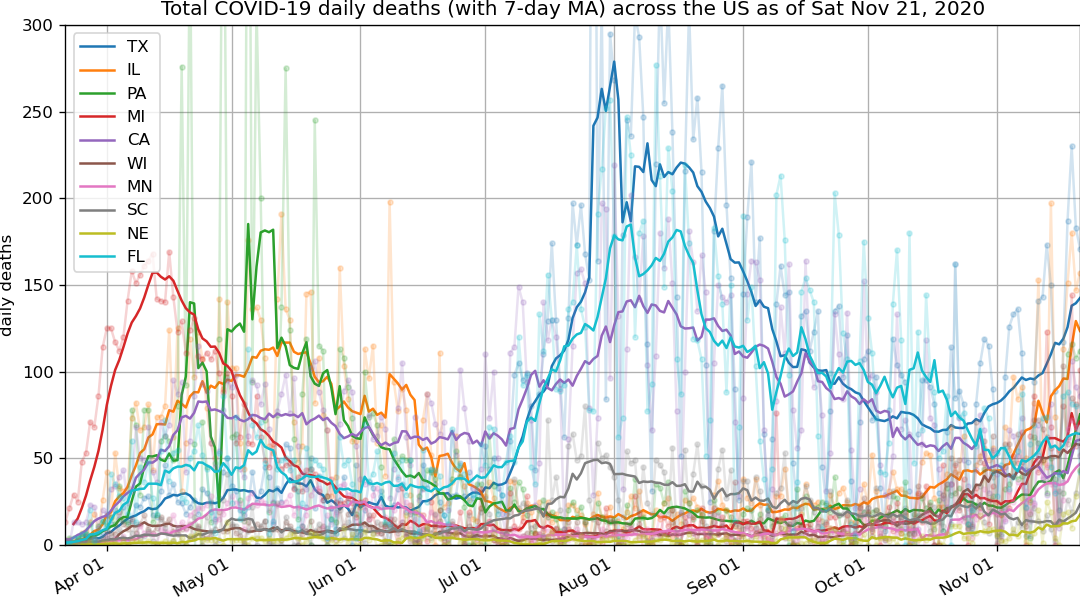 Total COVID-19 daily deaths (with 7-day MA) across the US as of Sat Nov 21, 2020
daily deaths
300
250
200
150
100
50
0
TX
IL
PA
MI
CA
WI
MN
SC
NE
FL
Apr 01
May 01
Jun 01
Jul 01
Aug 01
Sep 01
Oct 01
Nov 01